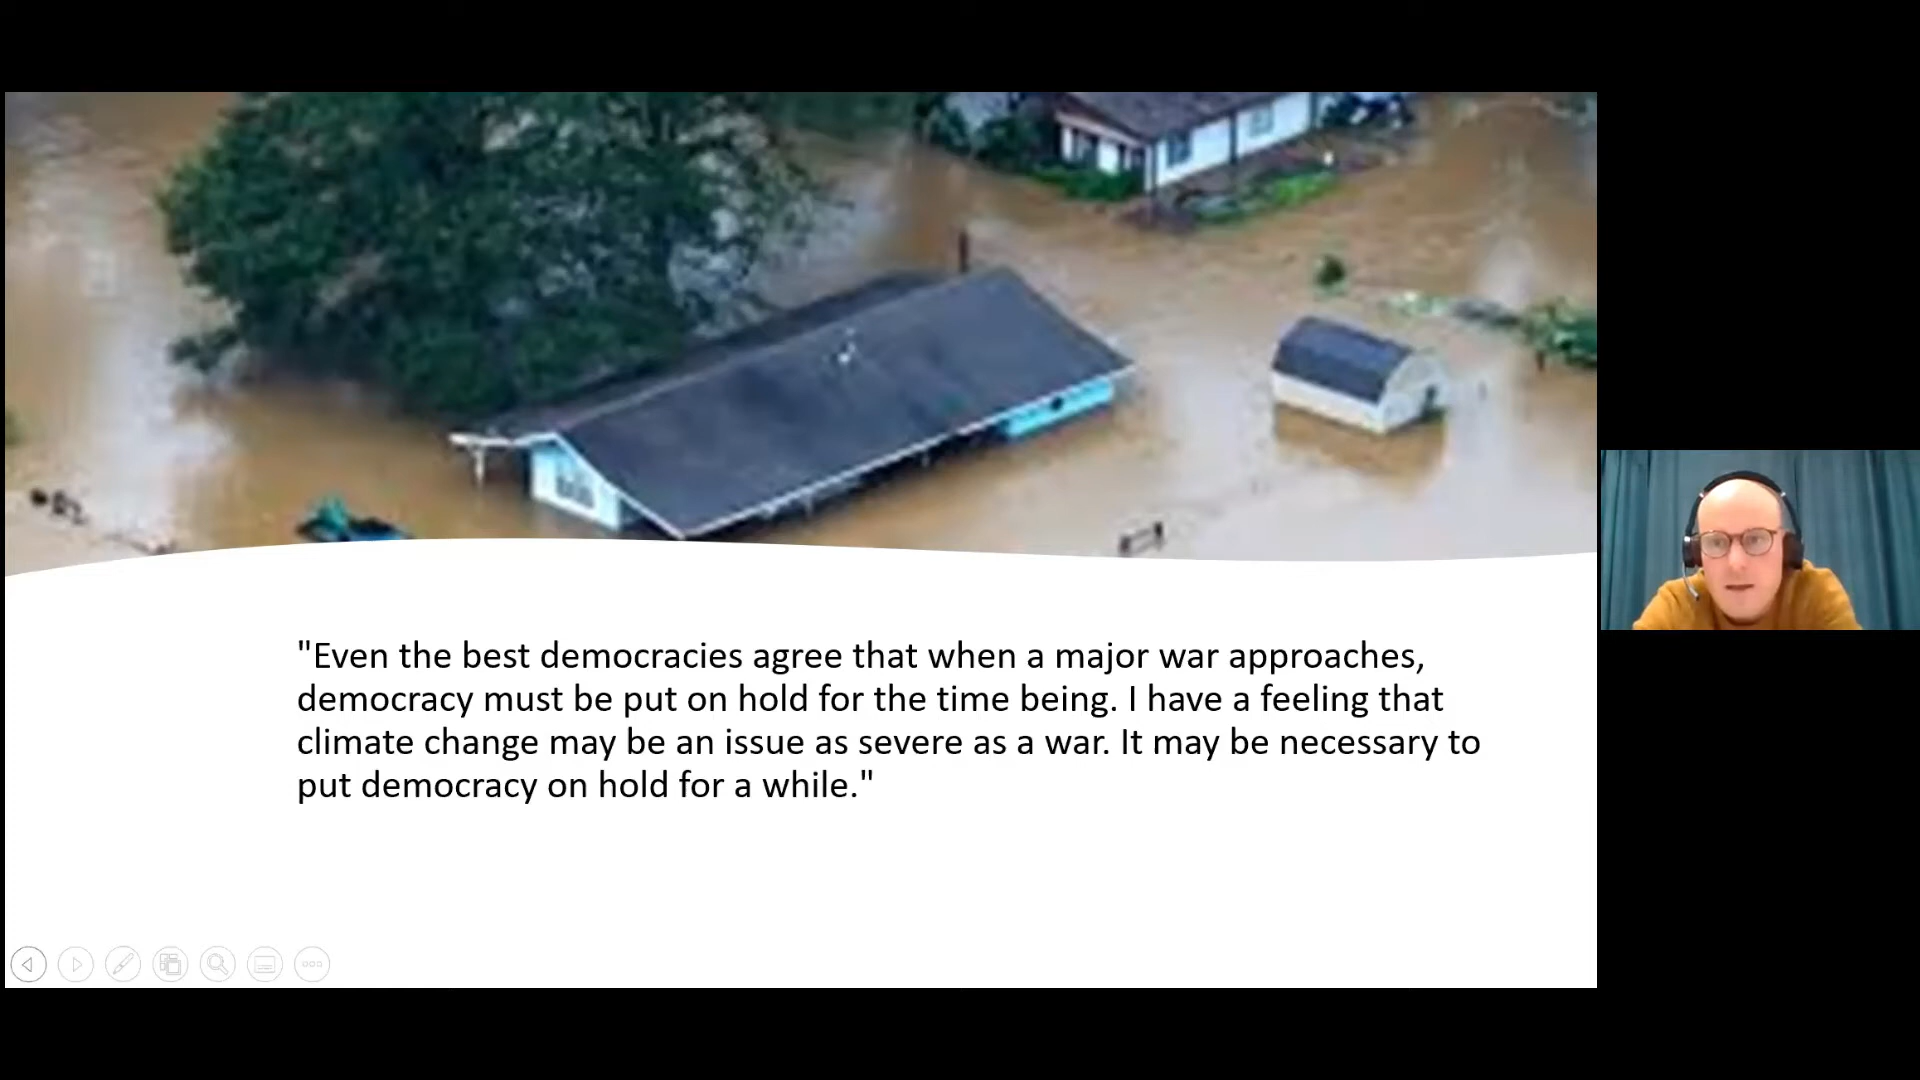 "Even the best democracies agree that when a major war approaches,
democracy must be put on hold for the time being. I have a feeling that
climate change may be an issue as severe as a war. It may be necessary to
put democracy on hold for a while."